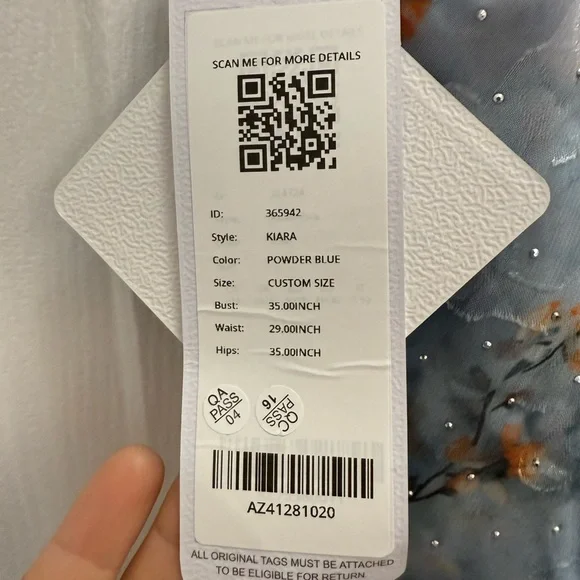 SCAN ME FOR MORE DETAILS
ID: 365942
Style: KIARA
Color: POWDER BLUE
Size: CUSTOM SIZE
Bust: 35.00INCH
Waist: 29.00INCH
Hips: 35.00INCH
QA
PASS
04
QC
PASS
16
AZ41281020
ALL ORIGINAL TAGS MUST BE ATTACHED
TO BE ELIGIBLE FOR RETURN.